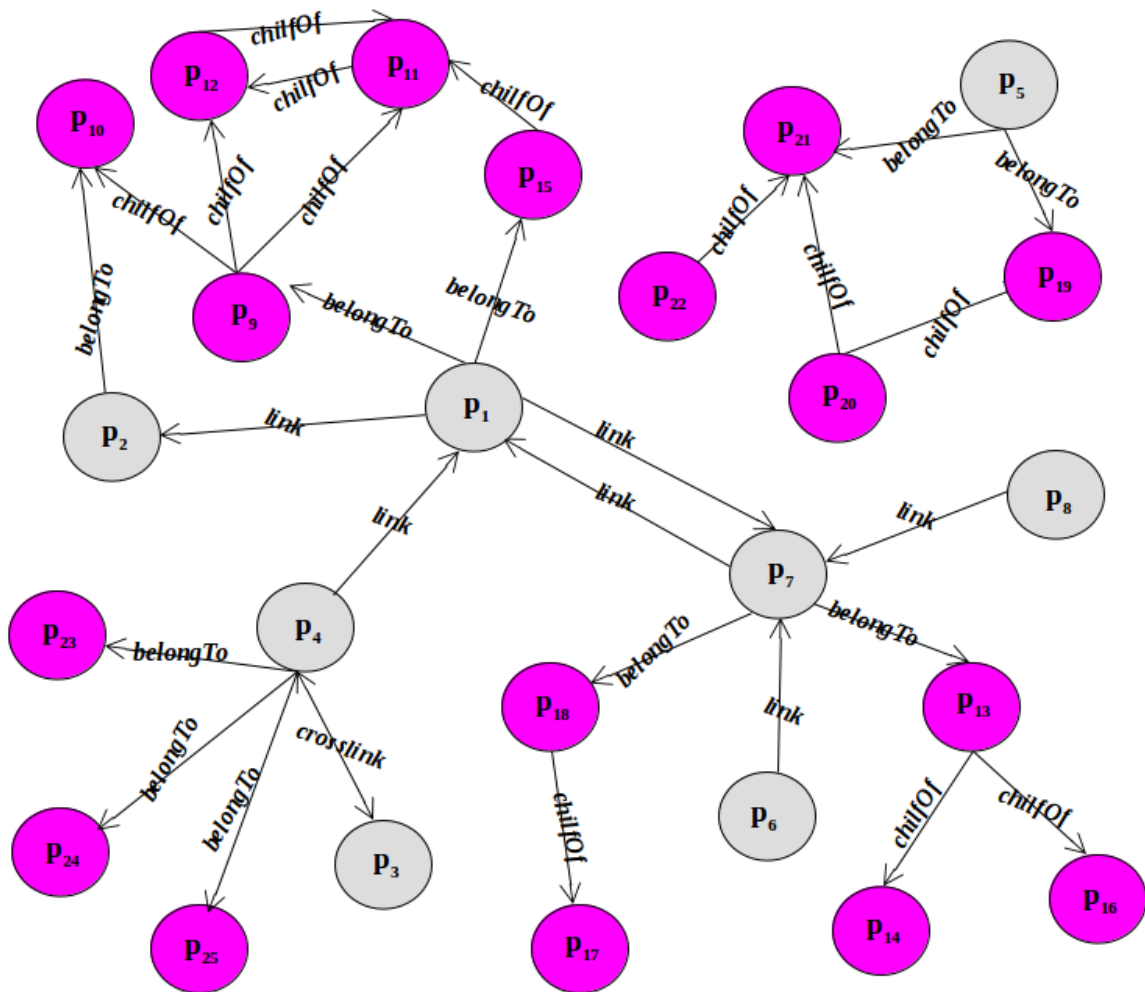 chilfOf
p12
p11
chilfOf
p5
chilfOf
p10
p21
belongTo
p15
belongTo
chilfOf
chilfOf
chilfOf
chilfOf
p22
chilfOf
p19
belongTo
p9
belongTo
belongTo
chilfOf
p20
p1
p2
link
link
link
p8
link
link
p7
p23
p4
belongTo
belongTo
belongTo
p18
p13
link
belongTo
crosslink
belongTo
chilfOf
chilfOf
chilfOf
p6
p24
p3
p16
p25
p17
p14